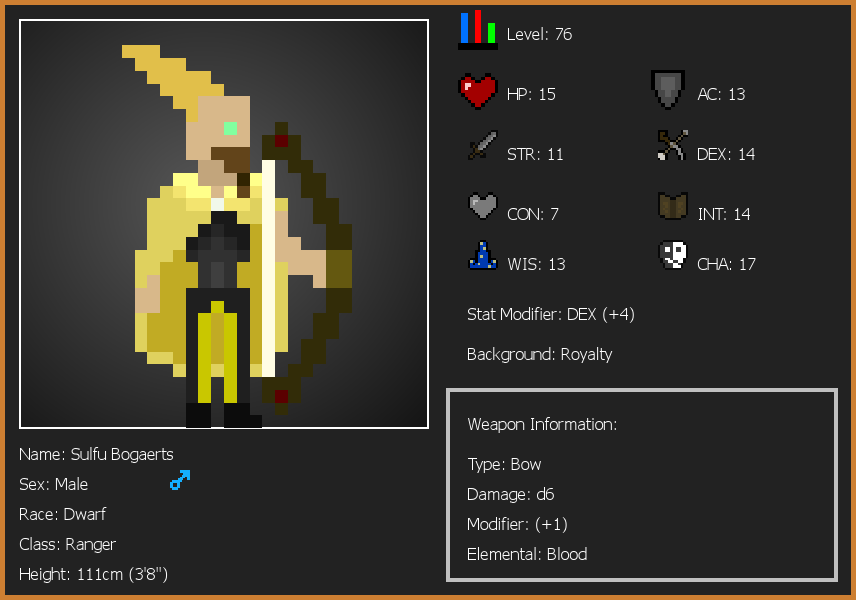 Level: 76
HP: 15
AC: 13
STR: 11
DEX: 14
CON: 7
INT: 14
WIS: 13
CHA: 17
Stat Modifier: DEX (+4)
Background: Royalty
Weapon Information:
Type: Bow
Damage: d6
Modifier: (+1)
Elemental: Blood
Name: Sulfu Bogaerts
Sex: Male
Race: Dwarf
Class: Ranger
Height: 111cm (3'8")